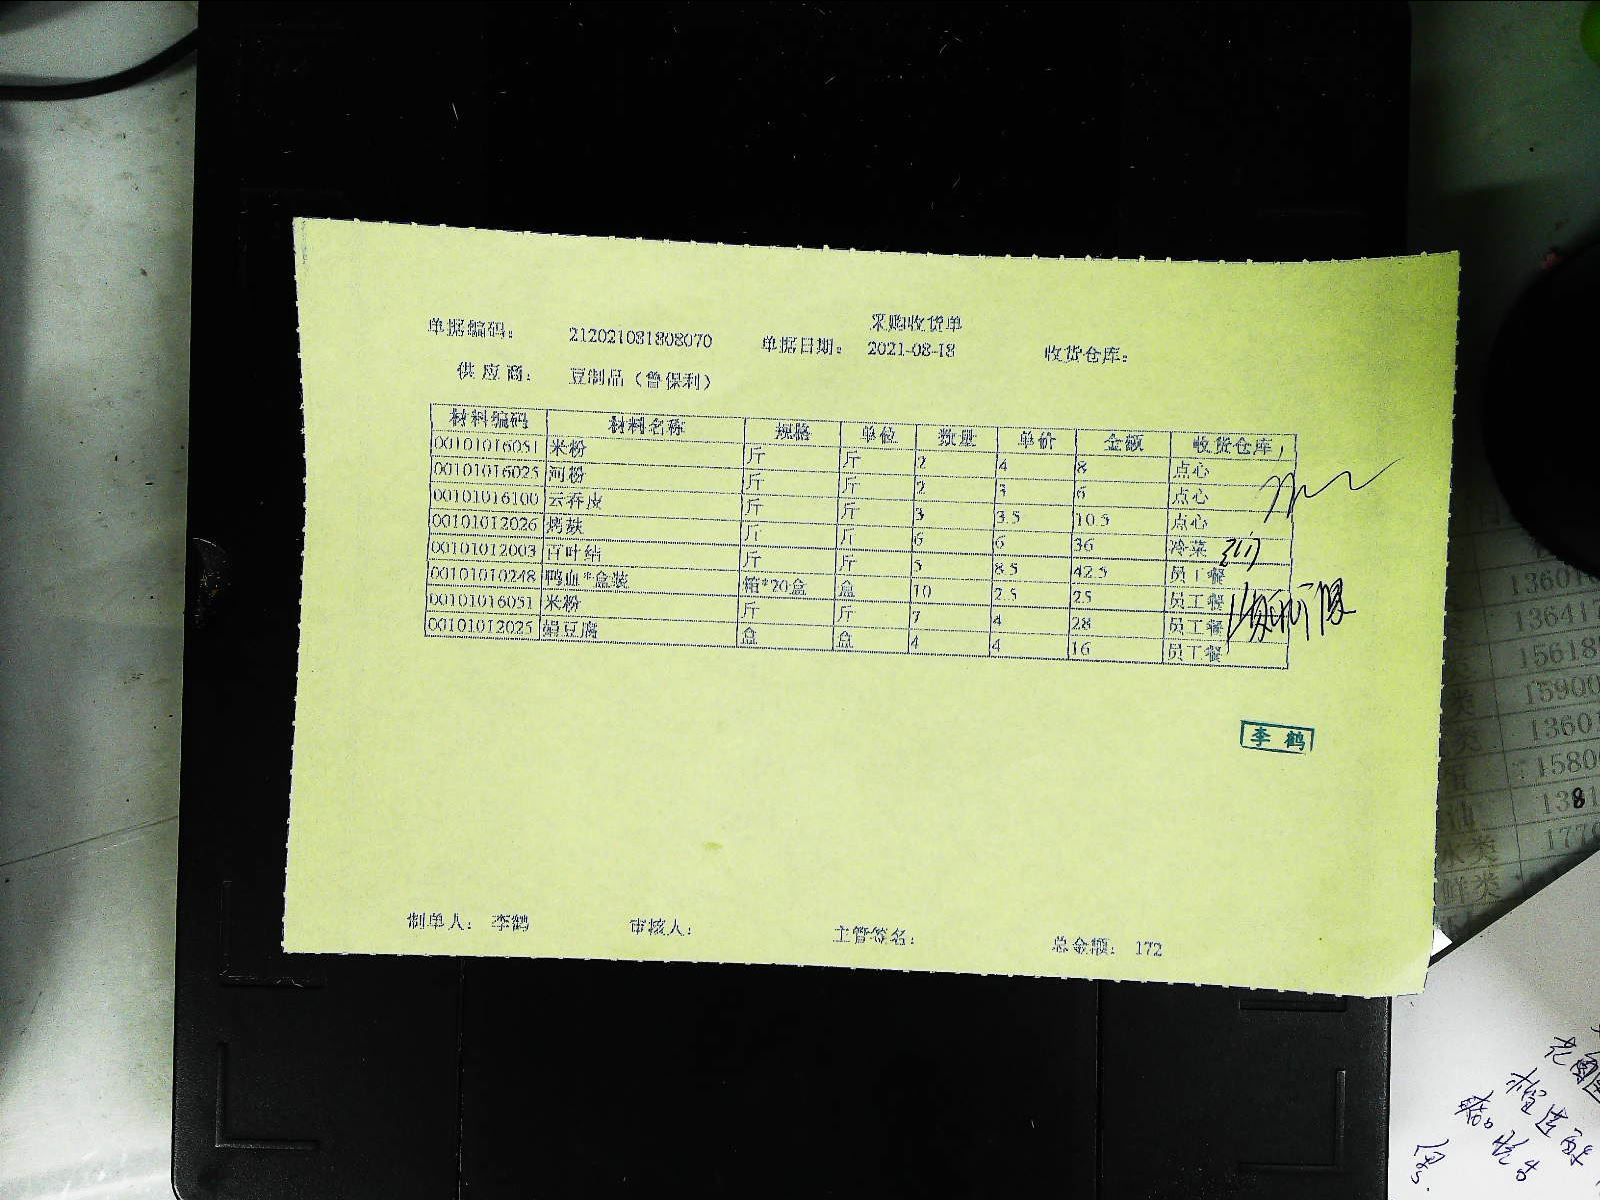 采购收货单
单据编码： 212021081808070 单据日期： 2021-08-18 收货仓库：
供应商： 豆制品（曾保利）
材料编码 材料名称 规格 单位 数量 单价 金额 收货仓库
00101016051 米粉 斤 斤 2 4 8 点心
00101016025 河粉 斤 斤 2 3 6 点心
00101016100 云吞皮 斤 斤 3 3.5 10.5 点心
00101012026 烤麸 斤 斤 6 6 36 冷菜
00101012003 百叶结 斤 斤 5 8.5 42.5 员工餐
00101010248 鸭血*盒装 箱*20盒 盒 10 2.5 25 员工餐
00101016051 米粉 斤 斤 7 4 28 员工餐
00101012025 绢豆腐 盒 盒 4 4 16 员工餐
李鹤
制单人： 李鹤 审核人： 主管签名： 总金额： 172